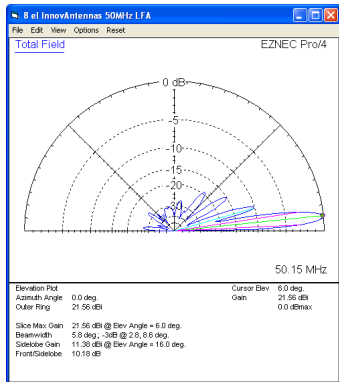 8 el InnovAntennas 50MHz LFA
File Edit View Options Reset
Total Field EZNEC Pro/4
0 dB
-5
-10
-15
-20
-30
50.15 MHz
Elevation Plot Cursor Elev 6.0 deg.
Azimuth Angle 0.0 deg. Gain 21.56 dBi
Outer Ring 21.56 dBi 0.0 dBmax
Slice Max Gain 21.56 dBi @ Elev Angle = 6.0 deg.
Beamwidth 5.8 deg.; -3dB @ 2.8, 8.6 deg.
Sidelobe Gain 11.38 dBi @ Elev Angle = 16.0 deg.
Front/Sidelobe 10.18 dB